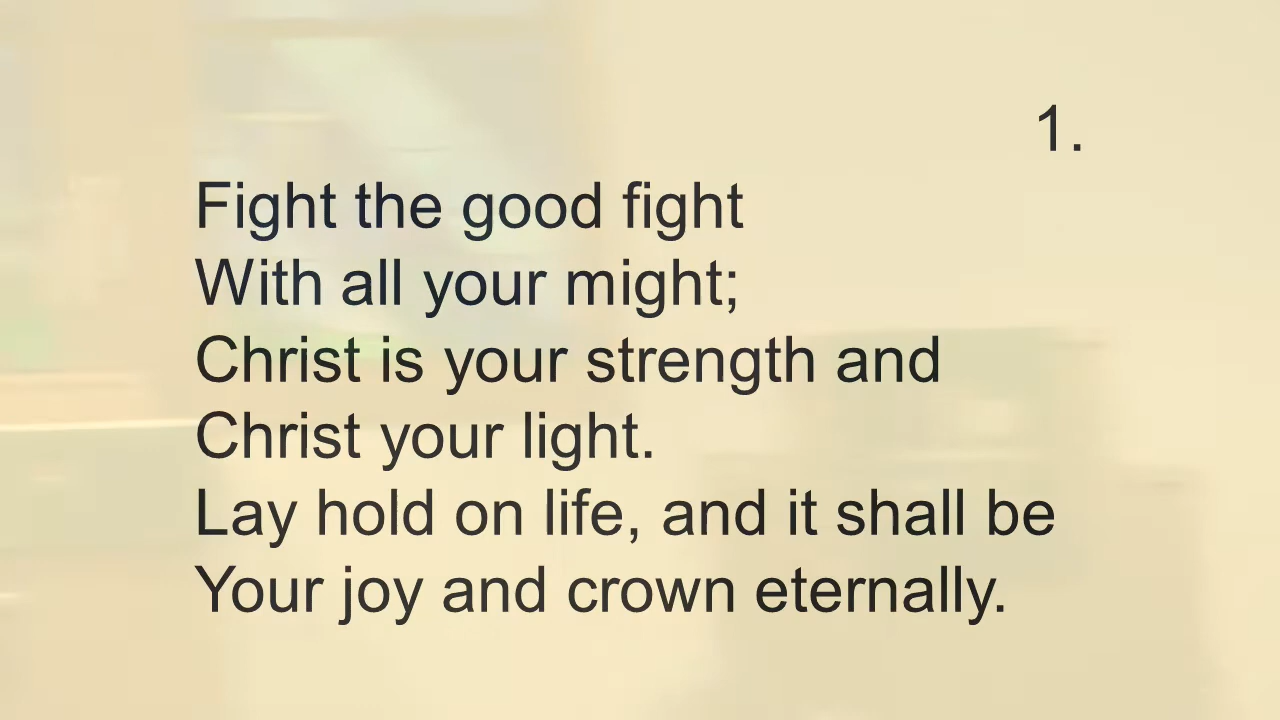 1.
Fight the good fight
With all your might;
Christ is your strength and
Christ your light.
Lay hold on life, and it shall be
Your joy and crown eternally.